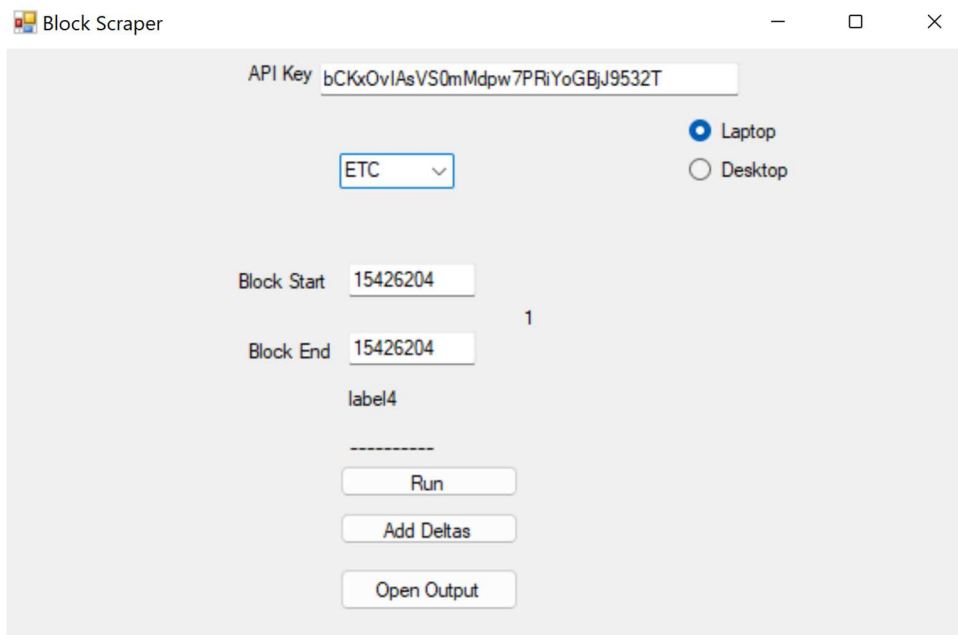 Block Scraper
API Key bCKxOvIAsVS0mMdpw7PRiYoGBjJ9532T
Laptop
ETC
Desktop
Block Start 15426204
1
Block End 15426204
label4
----------
Run
Add Deltas
Open Output